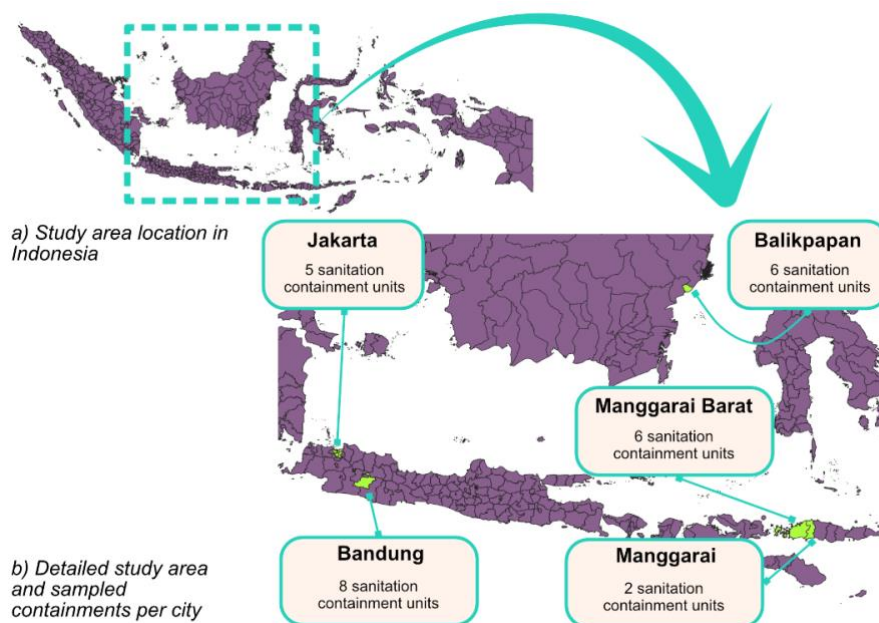 a) Study area location in
Indonesia
Jakarta
5 sanitation
containment units
Balikpapan
6 sanitation
containment units
Manggarai Barat
6 sanitation
containment units
b) Detailed study area
and sampled
containments per city
Bandung
8 sanitation
containment units
Manggarai
2 sanitation
containment units